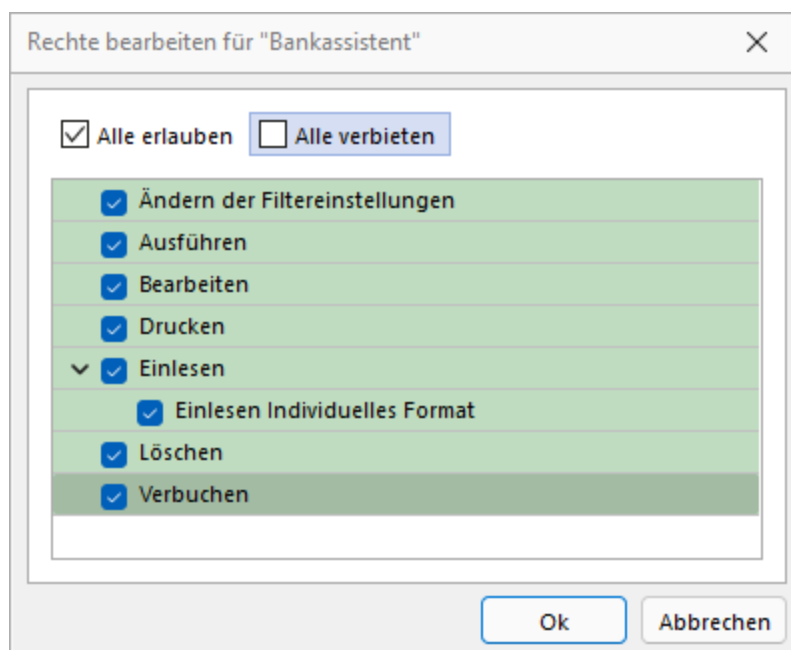 Rechte bearbeiten für "Bankassistent"
Alle erlauben Alle verbieten
Ändern der Filtereinstellungen
Ausführen
Bearbeiten
Drucken
Einlesen
Einlesen Individuelles Format
Löschen
Verbuchen
Ok Abbrechen